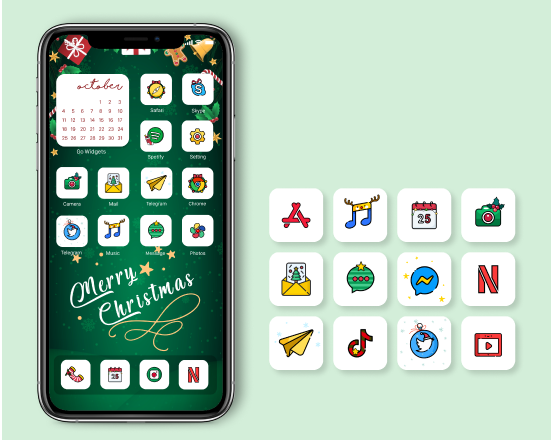 october
1 2 3
4 5 6 7 8 9 10
11 12 13 14 15 16 17
18 19 20 21 22 23 24
25 26 27 28 29 30 31
Go Widgets
Safari
Skype
Spotify
Setting
Camera
Mail
Telegram
Chrome
Telegram
Music
Message
Photos
Merry
Christmas
25
25